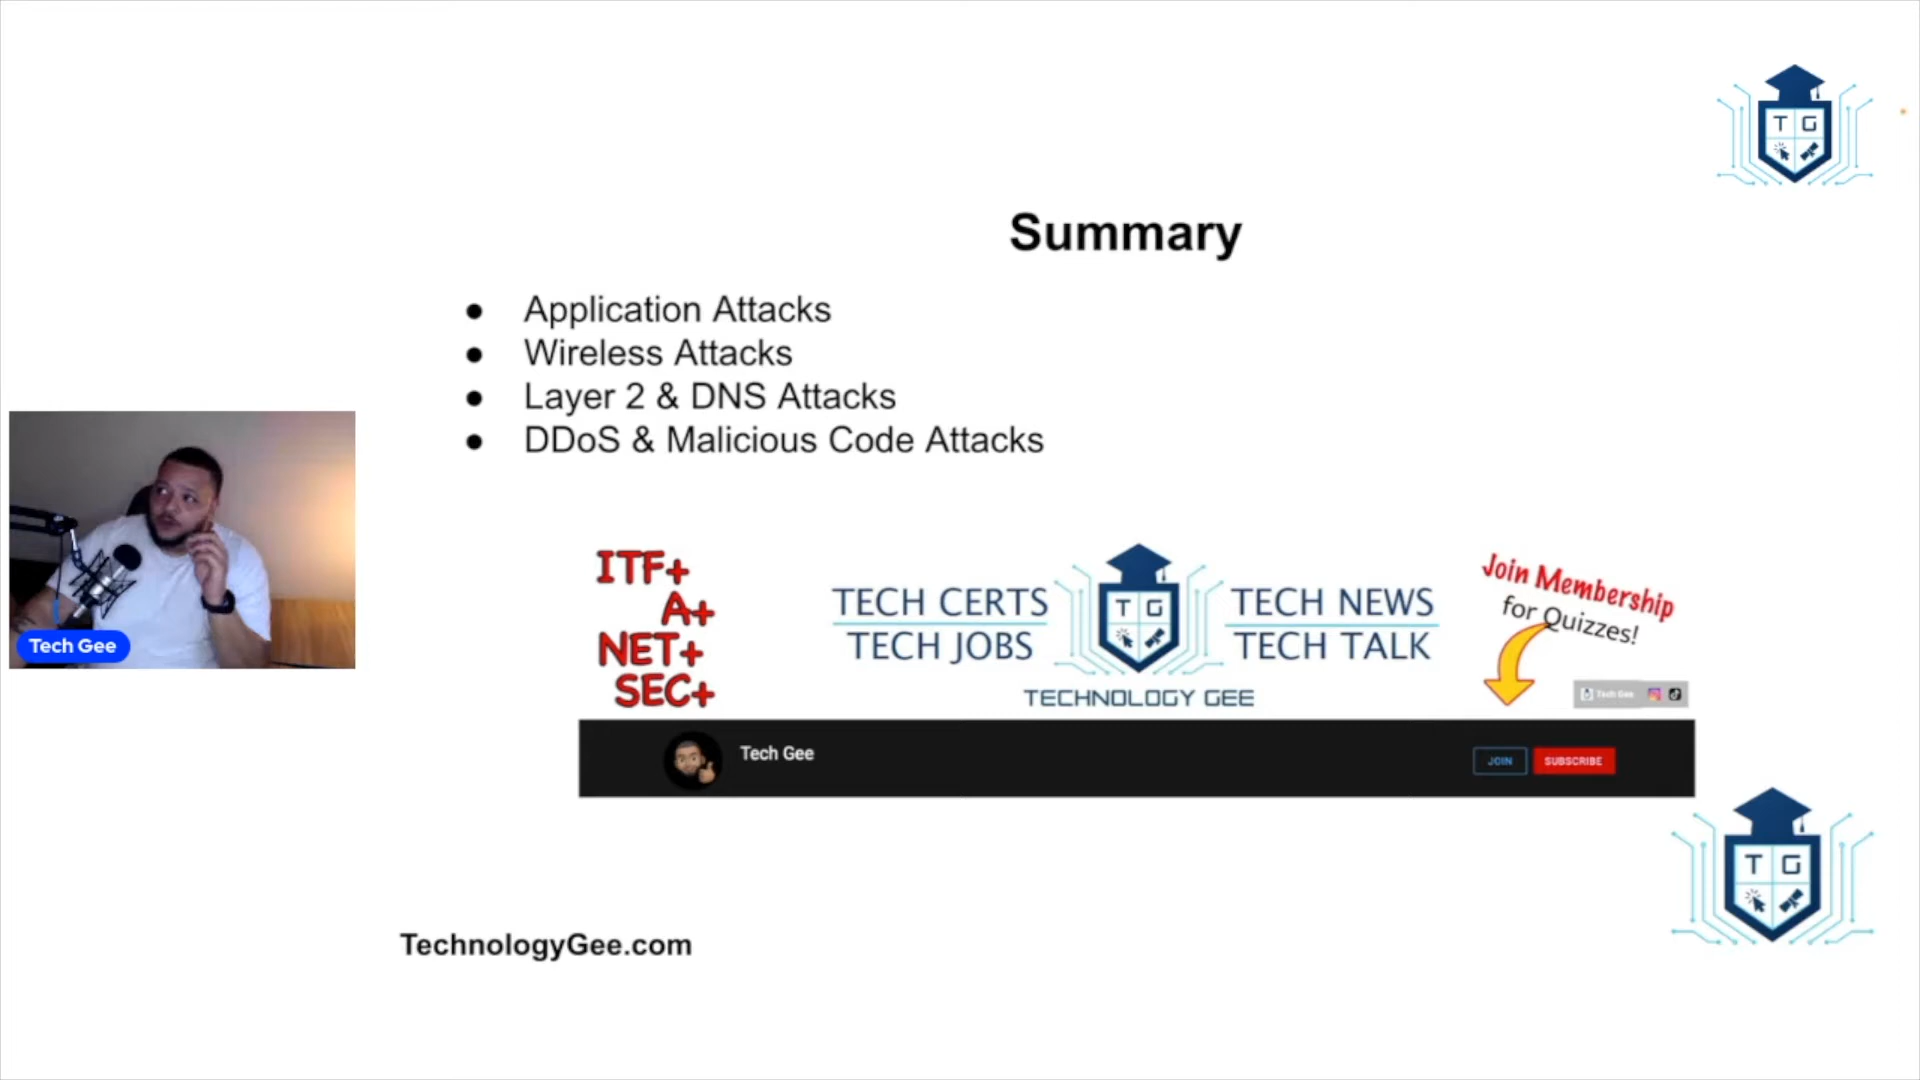 T G
Summary
● Application Attacks
● Wireless Attacks
● Layer 2 & DNS Attacks
● DDoS & Malicious Code Attacks
Tech Gee
ITF+
A+
NET+
SEC+
TECH CERTS
TECH JOBS
T G
TECH NEWS
TECH TALK
TECHNOLOGY GEE
Join Membership
for Quizzes!
Tech Gee
Tech Gee
JOIN
SUBSCRIBE
T G
TechnologyGee.com